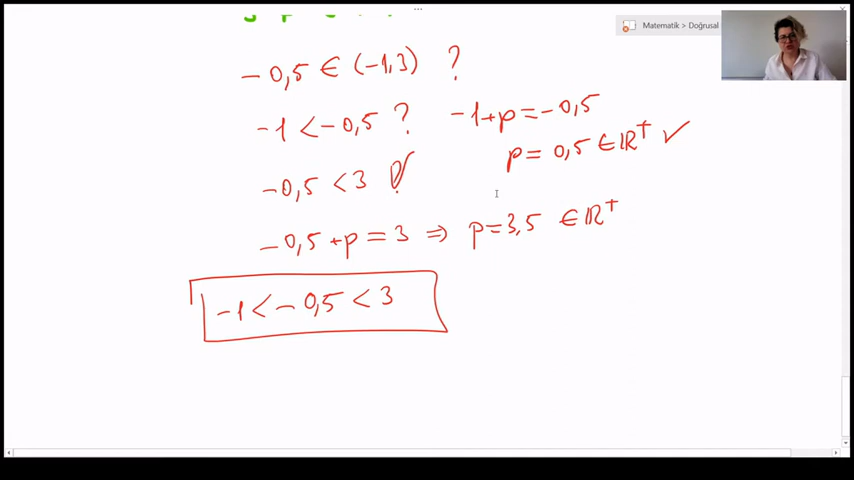 Matematik > Doğrusal
-0,5 ∈ (-1,3) ?
-1 < -0,5 ? -1+p = -0,5
p = 0,5 ∈ ℝ⁺ ✓
-0,5 < 3 ?
-0,5 + p = 3 ⇒ p = 3,5 ∈ ℝ⁺
-1 < -0,5 < 3